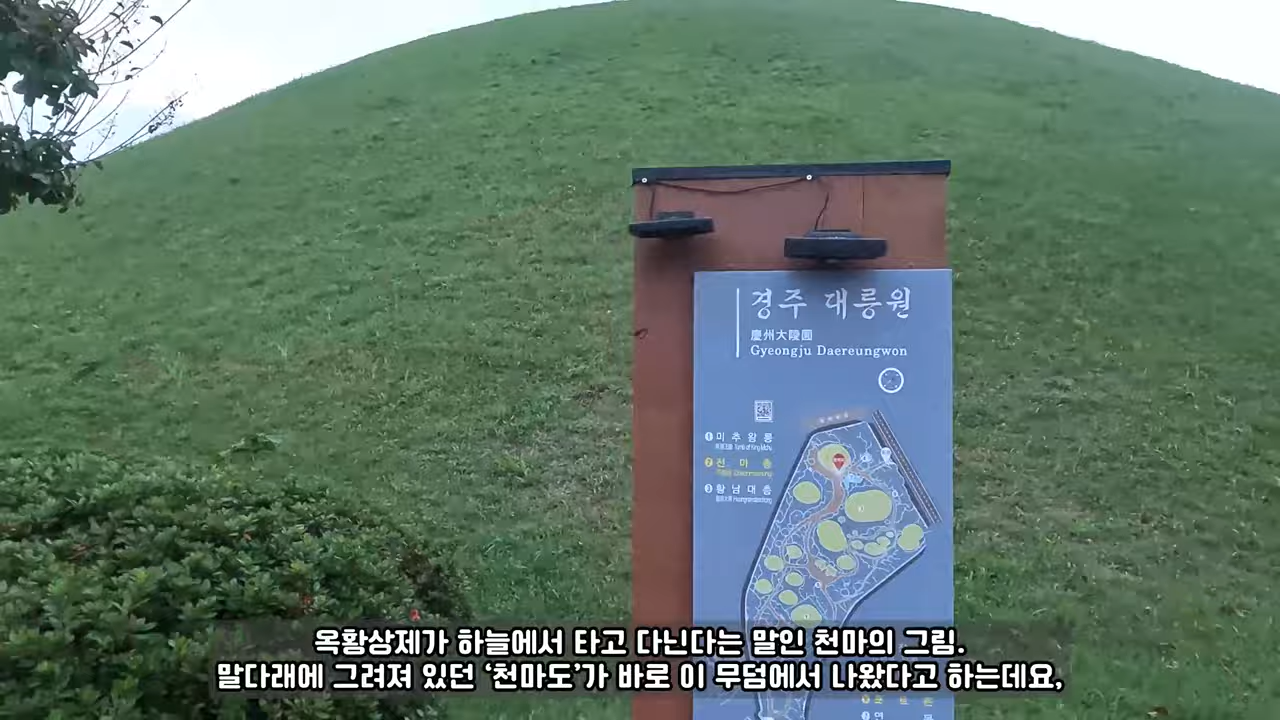 경주 대릉원
慶州大陵園
Gyeongju Daereungwon
1 미추왕릉
2 천마총
3 황남대총
옥황상제가 하늘에서 타고 다닌다는 말인 천마의 그림.
말다래에 그려져 있던 ‘천마도’가 바로 이 무덤에서 나왔다고 하는데요,